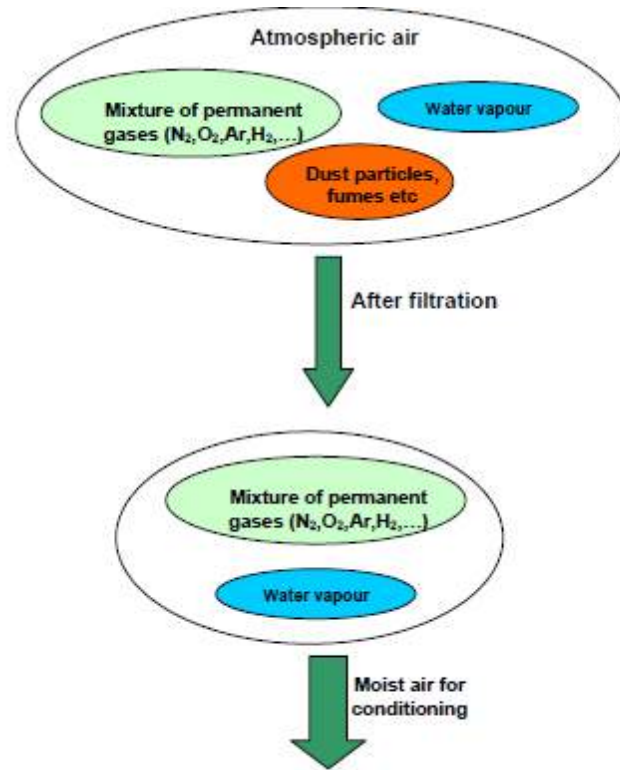 Atmospheric air
Mixture of permanent
gases (N₂,O₂,Ar,H₂,…)
Water vapour
Dust particles,
fumes etc
After filtration
Mixture of permanent
gases (N₂,O₂,Ar,H₂,…)
Water vapour
Moist air for
conditioning